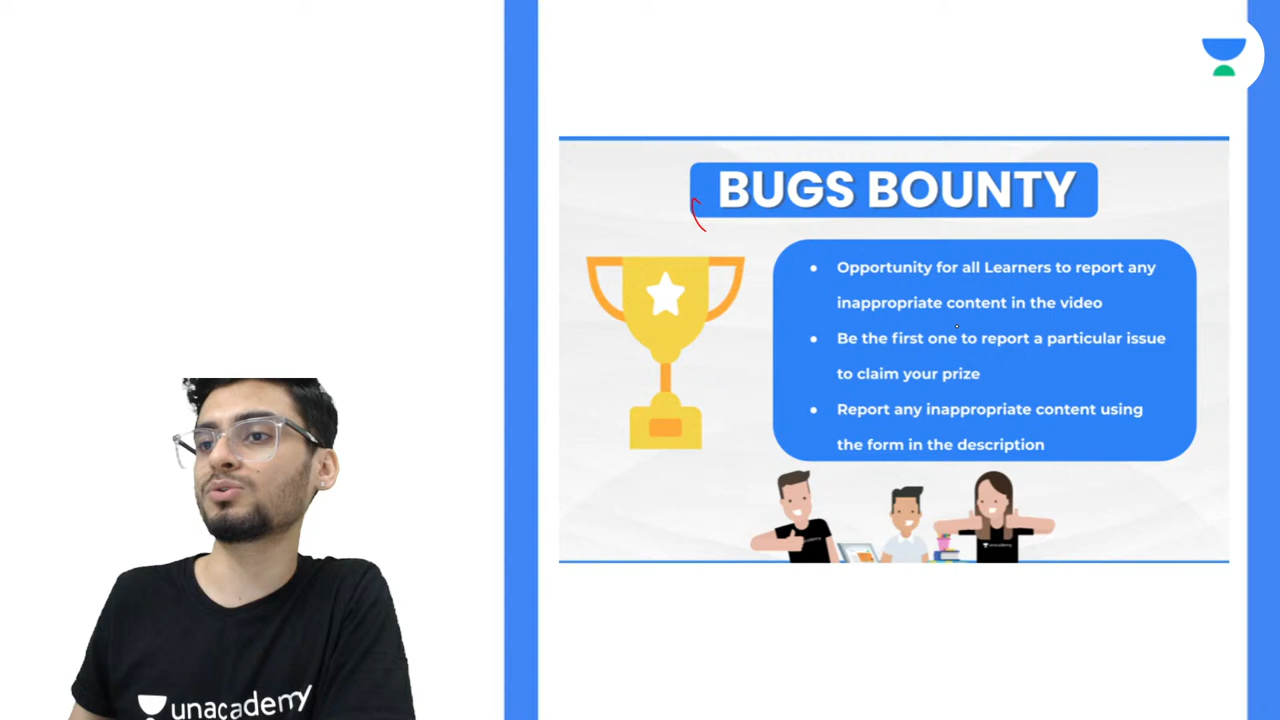 BUGS BOUNTY
• Opportunity for all Learners to report any
inappropriate content in the video
• Be the first one to report a particular issue
to claim your prize
• Report any inappropriate content using
the form in the description
unacademy
unacademy